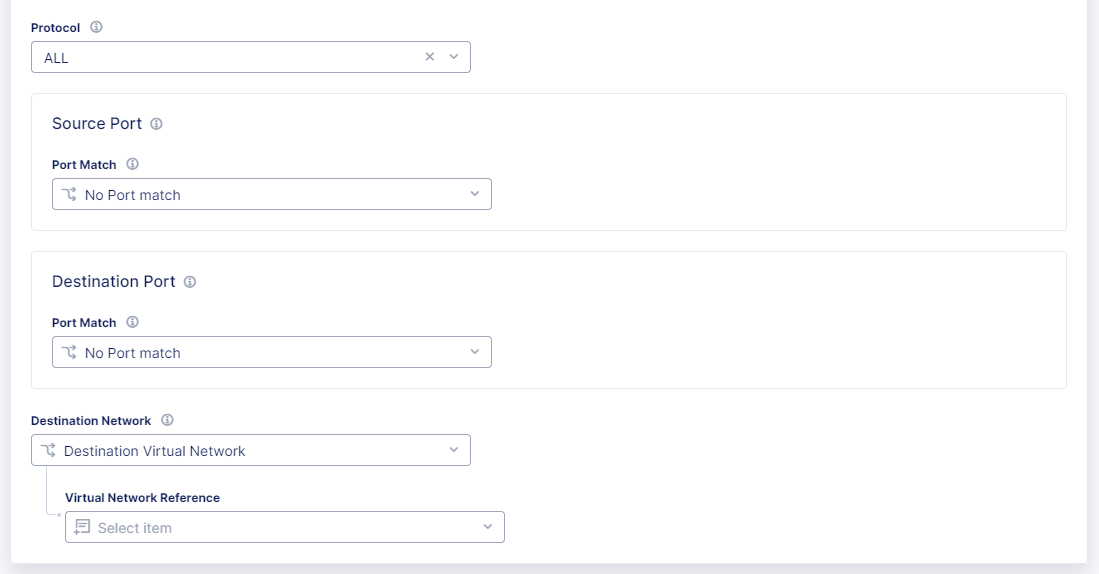 Protocol
ALL
Source Port
Port Match
No Port match
Destination Port
Port Match
No Port match
Destination Network
Destination Virtual Network
Virtual Network Reference
Select item